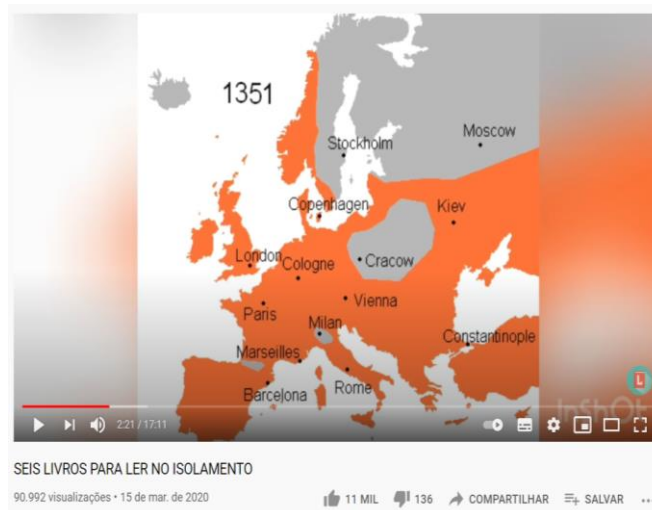 1351
Stockholm
Moscow
Copenhagen
Kiev
London
Cologne
Cracow
Paris
Vienna
Milan
Constantinople
Marseilles
Barcelona
Rome
L
InShOt
2:21 / 17:11
SEIS LIVROS PARA LER NO ISOLAMENTO
90.992 visualizações • 15 de mar. de 2020
11 MIL
136
COMPARTILHAR
SALVAR